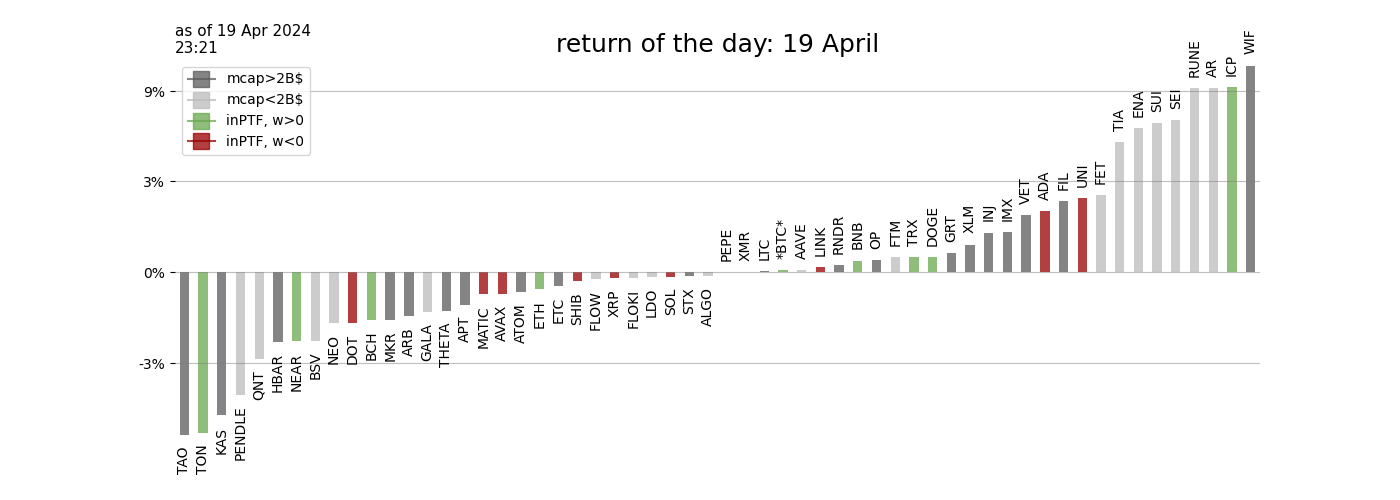 as of 19 Apr 2024
23:21
return of the day: 19 April
mcap>2B$
mcap<2B$
inPTF, w>0
inPTF, w<0
9%
3%
0%
-3%
TAO
TON
KAS
PENDLE
QNT
HBAR
NEAR
BSV
NEO
DOT
BCH
MKR
ARB
GALA
THETA
APT
MATIC
AVAX
ATOM
ETH
ETC
SHIB
FLOW
XRP
FLOKI
LDO
SOL
STX
ALGO
PEPE
XMR
LTC
*BTC*
AAVE
LINK
RNDR
BNB
OP
FTM
TRX
DOGE
GRT
XLM
INJ
IMX
VET
ADA
FIL
UNI
FET
TIA
ENA
SUI
SEI
RUNE
AR
ICP
WIF